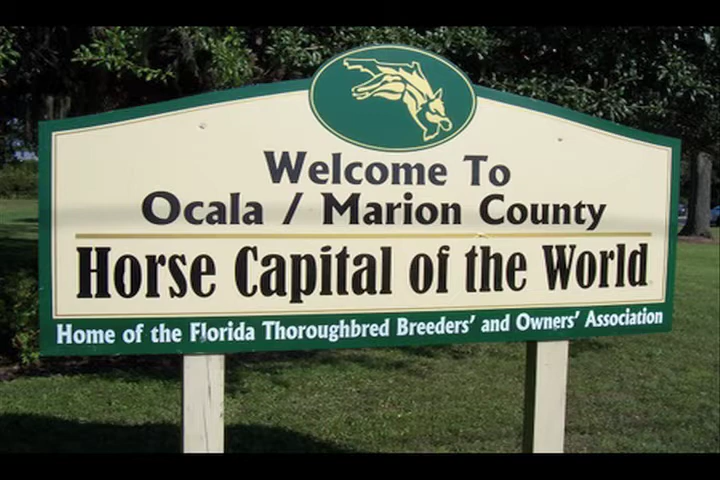 Welcome To
Ocala / Marion County
Horse Capital of the World
Home of the Florida Thoroughbred Breeders' and Owners' Association